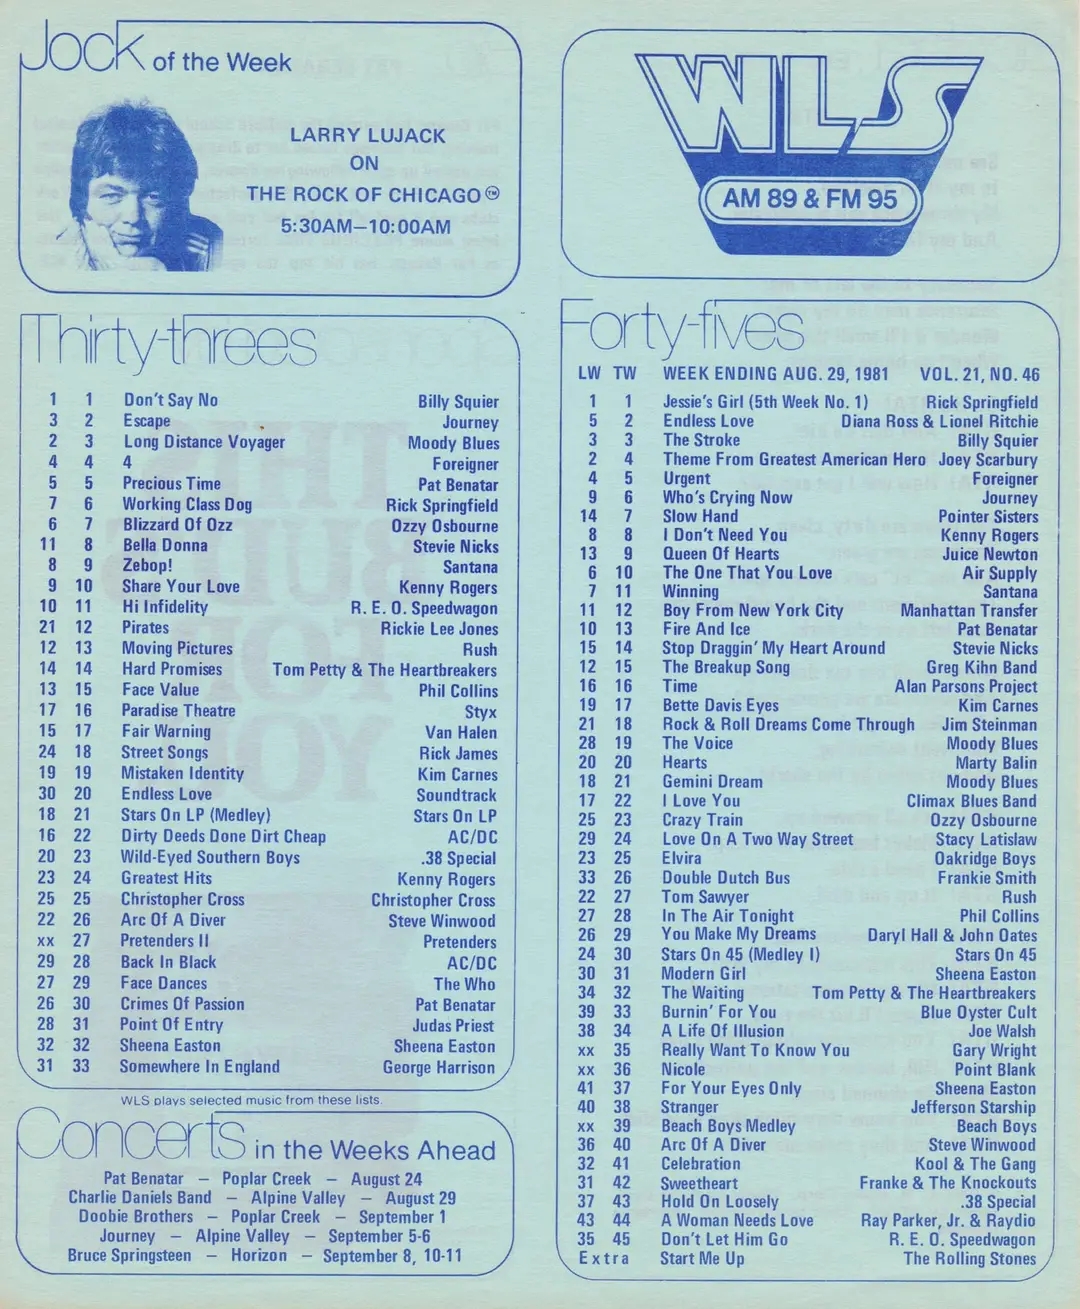 Jock of the Week
LARRY LUJACK
ON
THE ROCK OF CHICAGO ™
5:30AM–10:00AM
WLS
AM 89 & FM 95
Thirty-threes
1 1 Don't Say No Billy Squier
3 2 Escape Journey
2 3 Long Distance Voyager Moody Blues
4 4 4 Foreigner
5 5 Precious Time Pat Benatar
7 6 Working Class Dog Rick Springfield
6 7 Blizzard Of Ozz Ozzy Osbourne
11 8 Bella Donna Stevie Nicks
8 9 Zebop! Santana
9 10 Share Your Love Kenny Rogers
10 11 Hi Infidelity R. E. O. Speedwagon
21 12 Pirates Rickie Lee Jones
12 13 Moving Pictures Rush
14 14 Hard Promises Tom Petty & The Heartbreakers
13 15 Face Value Phil Collins
17 16 Paradise Theatre Styx
15 17 Fair Warning Van Halen
24 18 Street Songs Rick James
19 19 Mistaken Identity Kim Carnes
30 20 Endless Love Soundtrack
18 21 Stars On LP (Medley) Stars On LP
16 22 Dirty Deeds Done Dirt Cheap AC/DC
20 23 Wild-Eyed Southern Boys .38 Special
23 24 Greatest Hits Kenny Rogers
25 25 Christopher Cross Christopher Cross
22 26 Arc Of A Diver Steve Winwood
xx 27 Pretenders II Pretenders
29 28 Back In Black AC/DC
27 29 Face Dances The Who
26 30 Crimes Of Passion Pat Benatar
28 31 Point Of Entry Judas Priest
32 32 Sheena Easton Sheena Easton
31 33 Somewhere In England George Harrison
WLS plays selected music from these lists.
Concerts in the Weeks Ahead
Pat Benatar – Poplar Creek – August 24
Charlie Daniels Band – Alpine Valley – August 29
Doobie Brothers – Poplar Creek – September 1
Journey – Alpine Valley – September 5-6
Bruce Springsteen – Horizon – September 8, 10-11
Forty-fives
LW TW WEEK ENDING AUG. 29, 1981 VOL. 21, NO. 46
1 1 Jessie's Girl (5th Week No. 1) Rick Springfield
5 2 Endless Love Diana Ross & Lionel Ritchie
3 3 The Stroke Billy Squier
2 4 Theme From Greatest American Hero Joey Scarbury
4 5 Urgent Foreigner
9 6 Who's Crying Now Journey
14 7 Slow Hand Pointer Sisters
8 8 I Don't Need You Kenny Rogers
13 9 Queen Of Hearts Juice Newton
6 10 The One That You Love Air Supply
7 11 Winning Santana
11 12 Boy From New York City Manhattan Transfer
10 13 Fire And Ice Pat Benatar
15 14 Stop Draggin' My Heart Around Stevie Nicks
12 15 The Breakup Song Greg Kihn Band
16 16 Time Alan Parsons Project
19 17 Bette Davis Eyes Kim Carnes
21 18 Rock & Roll Dreams Come Through Jim Steinman
28 19 The Voice Moody Blues
20 20 Hearts Marty Balin
18 21 Gemini Dream Moody Blues
17 22 I Love You Climax Blues Band
25 23 Crazy Train Ozzy Osbourne
29 24 Love On A Two Way Street Stacy Latislaw
23 25 Elvira Oakridge Boys
33 26 Double Dutch Bus Frankie Smith
22 27 Tom Sawyer Rush
27 28 In The Air Tonight Phil Collins
26 29 You Make My Dreams Daryl Hall & John Oates
24 30 Stars On 45 (Medley I) Stars On 45
30 31 Modern Girl Sheena Easton
34 32 The Waiting Tom Petty & The Heartbreakers
39 33 Burnin' For You Blue Oyster Cult
38 34 A Life Of Illusion Joe Walsh
xx 35 Really Want To Know You Gary Wright
xx 36 Nicole Point Blank
41 37 For Your Eyes Only Sheena Easton
40 38 Stranger Jefferson Starship
xx 39 Beach Boys Medley Beach Boys
36 40 Arc Of A Diver Steve Winwood
32 41 Celebration Kool & The Gang
31 42 Sweetheart Franke & The Knockouts
37 43 Hold On Loosely .38 Special
43 44 A Woman Needs Love Ray Parker, Jr. & Raydio
35 45 Don't Let Him Go R. E. O. Speedwagon
Extra Start Me Up The Rolling Stones